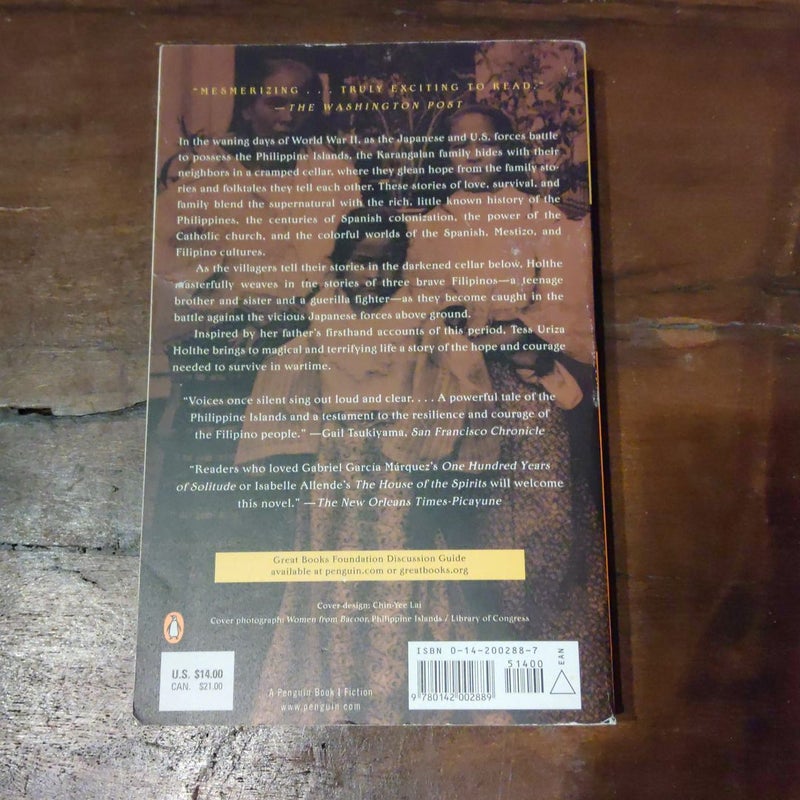 "MESMERIZING . . . TRULY EXCITING TO READ."
—THE WASHINGTON POST
In the waning days of World War II, as the Japanese and U.S. forces battle
to possess the Philippine Islands, the Karangalan family hides with their
neighbors in a cramped cellar, where they glean hope from the family sto-
ries and folktales they tell each other. These stories of love, survival, and
family blend the supernatural with the rich, little known history of the
Philippines, the centuries of Spanish colonization, the power of the
Catholic church, and the colorful worlds of the Spanish, Mestizo, and
Filipino cultures.
As the villagers tell their stories in the darkened cellar below, Holthe
masterfully weaves in the stories of three brave Filipinos—a teenage
brother and sister and a guerilla fighter—as they become caught in the
battle against the vicious Japanese forces above ground.
Inspired by her father's firsthand accounts of this period, Tess Uriza
Holthe brings to magical and terrifying life a story of the hope and courage
needed to survive in wartime.
"Voices once silent sing out loud and clear. . . . A powerful tale of the
Philippine Islands and a testament to the resilience and courage of
the Filipino people." —Gail Tsukiyama, San Francisco Chronicle
"Readers who loved Gabriel García Márquez's One Hundred Years
of Solitude or Isabelle Allende's The House of the Spirits will welcome
this novel." —The New Orleans Times-Picayune
Great Books Foundation Discussion Guide
available at penguin.com or greatbooks.org
Cover design: Chin-Yee Lai
Cover photograph: Women from Bacoor, Philippine Islands / Library of Congress
U.S. $14.00
CAN. $21.00
A Penguin Book | Fiction
www.penguin.com
ISBN 0-14-200288-7
51400
EAN
9 780142 002889